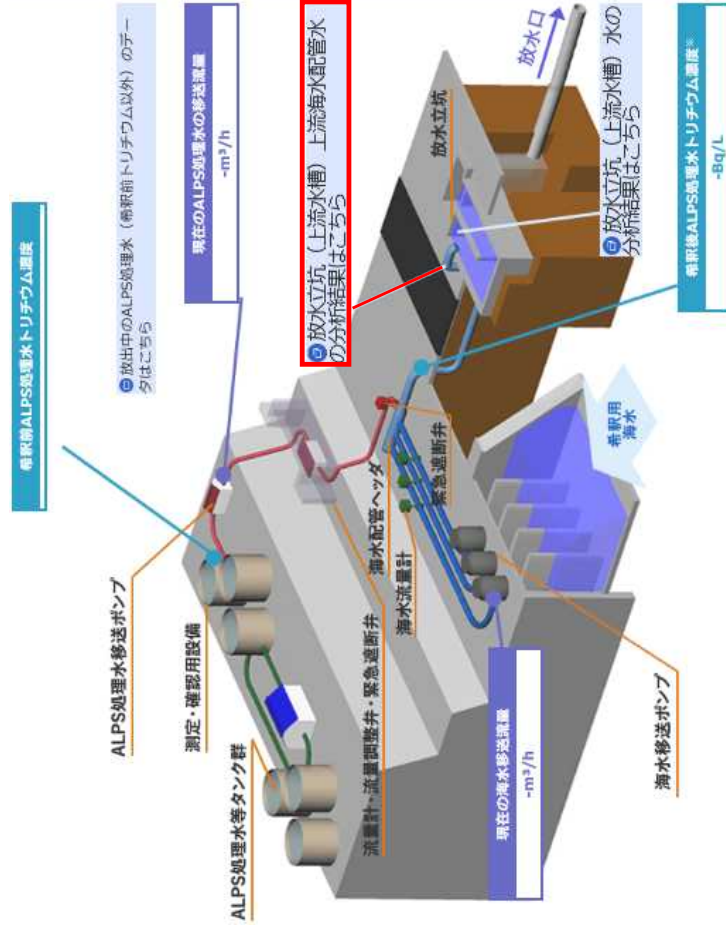 希釈前ALPS処理水トリチウム濃度
放出中のALPS処理水（希釈前トリチウム以外）のデー
タはこちら
現在のALPS処理水の移送流量
-m³/h
ALPS処理水移送ポンプ
測定・確認用設備
ALPS処理水等タンク群
流量計・流量調整弁・緊急遮断弁
放水立坑（上流水槽）上流海水配管水
の分析結果はこちら
海水配管ヘッダ
海水流量計
緊急遮断弁
放水立坑
放水口
放水立坑（上流水槽）水の
分析結果はこちら
現在の海水移送流量
-m³/h
希釈用
海水
海水移送ポンプ
希釈後ALPS処理水トリチウム濃度※
-Bq/L